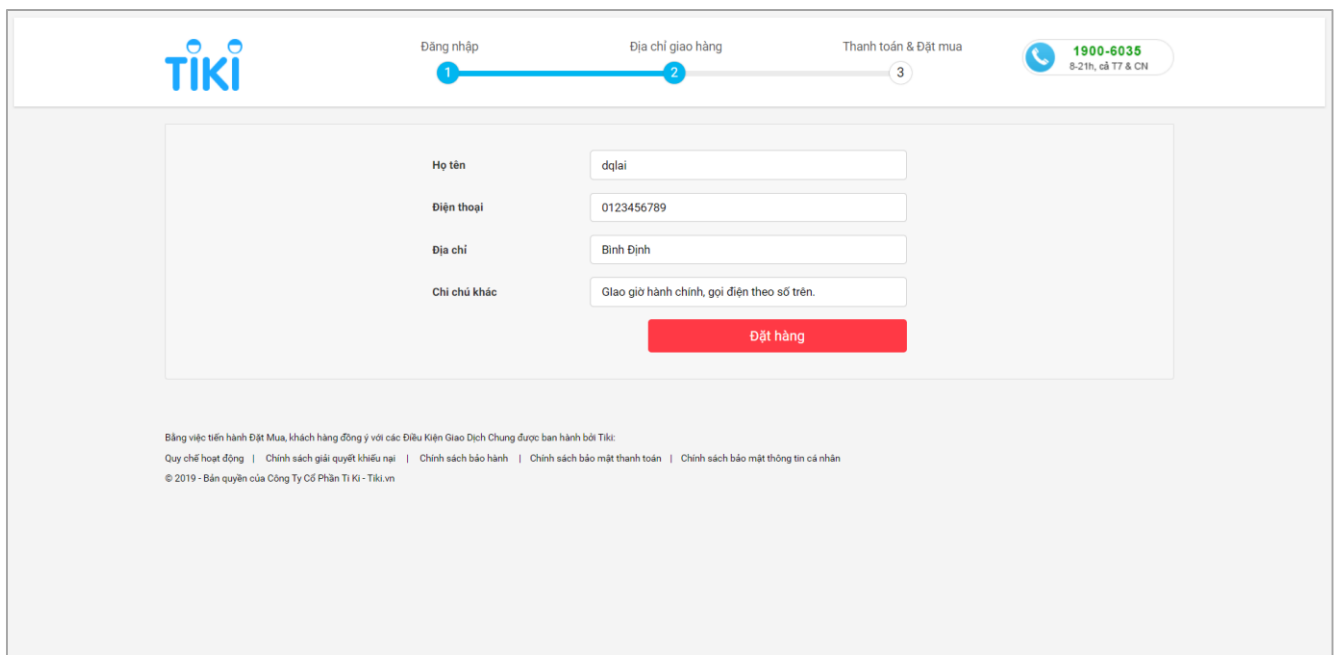 TIKI
Đăng nhập
Địa chỉ giao hàng
Thanh toán & Đặt mua
1
2
3
1900-6035
8-21h, cả T7 & CN
Họ tên
dqlai
Điện thoại
0123456789
Địa chỉ
Bình Định
Chi chú khác
GIao giờ hành chính, gọi điện theo số trên.
Đặt hàng
Bằng việc tiến hành Đặt Mua, khách hàng đồng ý với các Điều Kiện Giao Dịch Chung được ban hành bởi Tiki:
Quy chế hoạt động | Chính sách giải quyết khiếu nại | Chính sách bảo hành | Chính sách bảo mật thanh toán | Chính sách bảo mật thông tin cá nhân
© 2019 - Bản quyền của Công Ty Cổ Phần Ti Ki - Tiki.vn